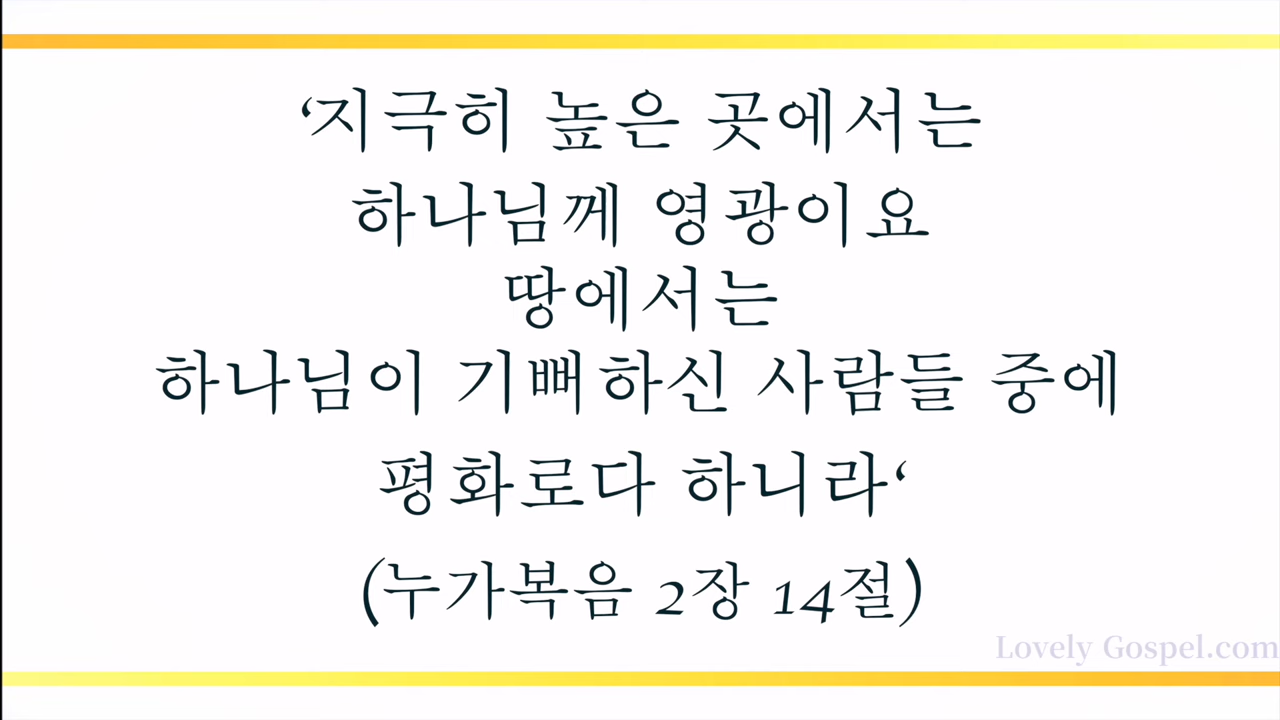 ‘지극히 높은 곳에서는
하나님께 영광이요
땅에서는
하나님이 기뻐하신 사람들 중에
평화로다 하니라‘
(누가복음 2장 14절)
Lovely Gospel.com